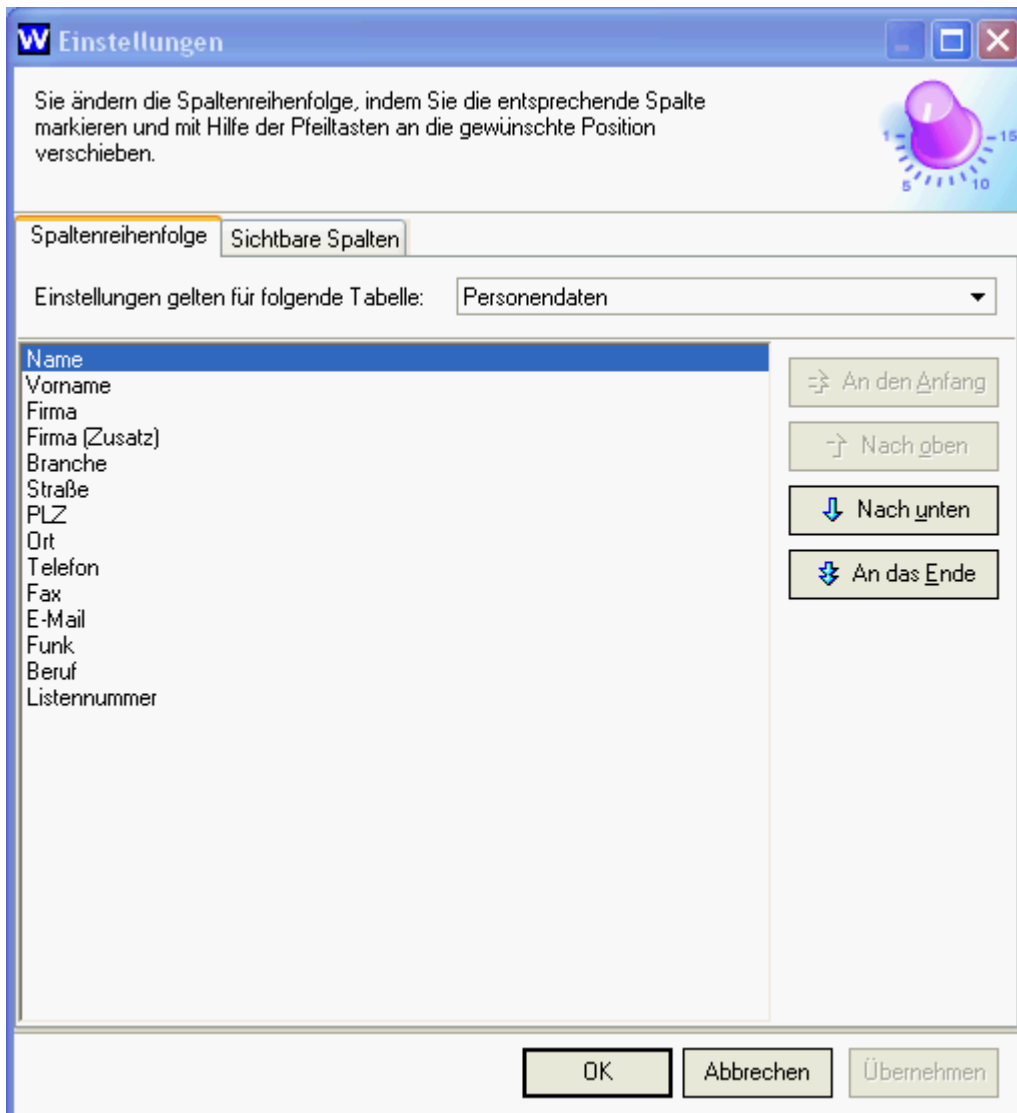 W Einstellungen
Sie ändern die Spaltenreihenfolge, indem Sie die entsprechende Spalte
markieren und mit Hilfe der Pfeiltasten an die gewünschte Position
verschieben.
1 15
5 10
Spaltenreihenfolge Sichtbare Spalten
Einstellungen gelten für folgende Tabelle: Personendaten
Name
Vorname
Firma
Firma (Zusatz)
Branche
Straße
PLZ
Ort
Telefon
Fax
E-Mail
Funk
Beruf
Listennummer
An den Anfang
Nach oben
Nach unten
An das Ende
OK Abbrechen Übernehmen